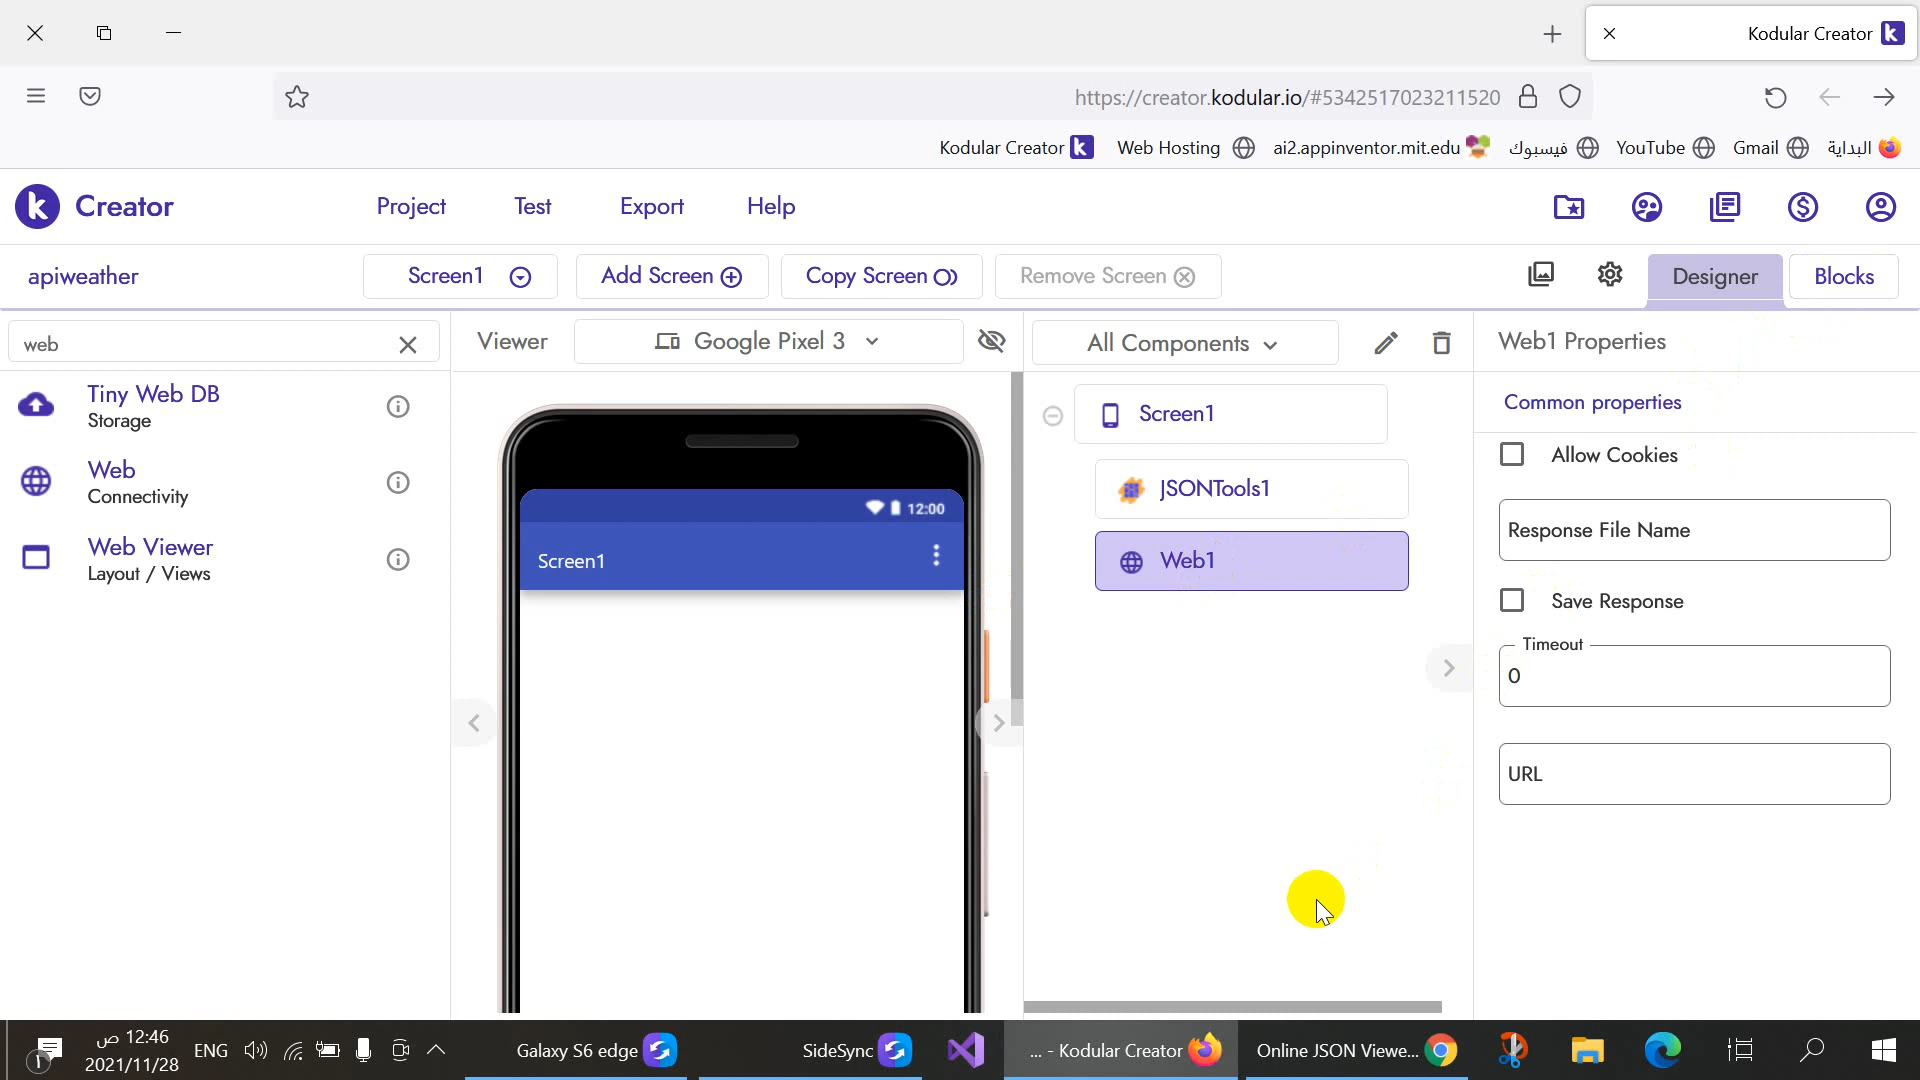 Kodular Creator
https://creator.kodular.io/#5342517023211520
Kodular Creator
Web Hosting
ai2.appinventor.mit.edu
فيسبوك
YouTube
Gmail
البداية
Creator
Project
Test
Export
Help
apiweather
Screen1
Add Screen
Copy Screen
Remove Screen
Designer
Blocks
web
Viewer
Google Pixel 3
All Components
Web1 Properties
Tiny Web DB
Storage
Web
Connectivity
Web Viewer
Layout / Views
12:00
Screen1
Screen1
JSONTools1
Web1
Common properties
Allow Cookies
Response File Name
Save Response
Timeout
0
URL
12:46 ص
2021/11/28
ENG
Galaxy S6 edge
SideSync
... - Kodular Creator
Online JSON Viewe...
١